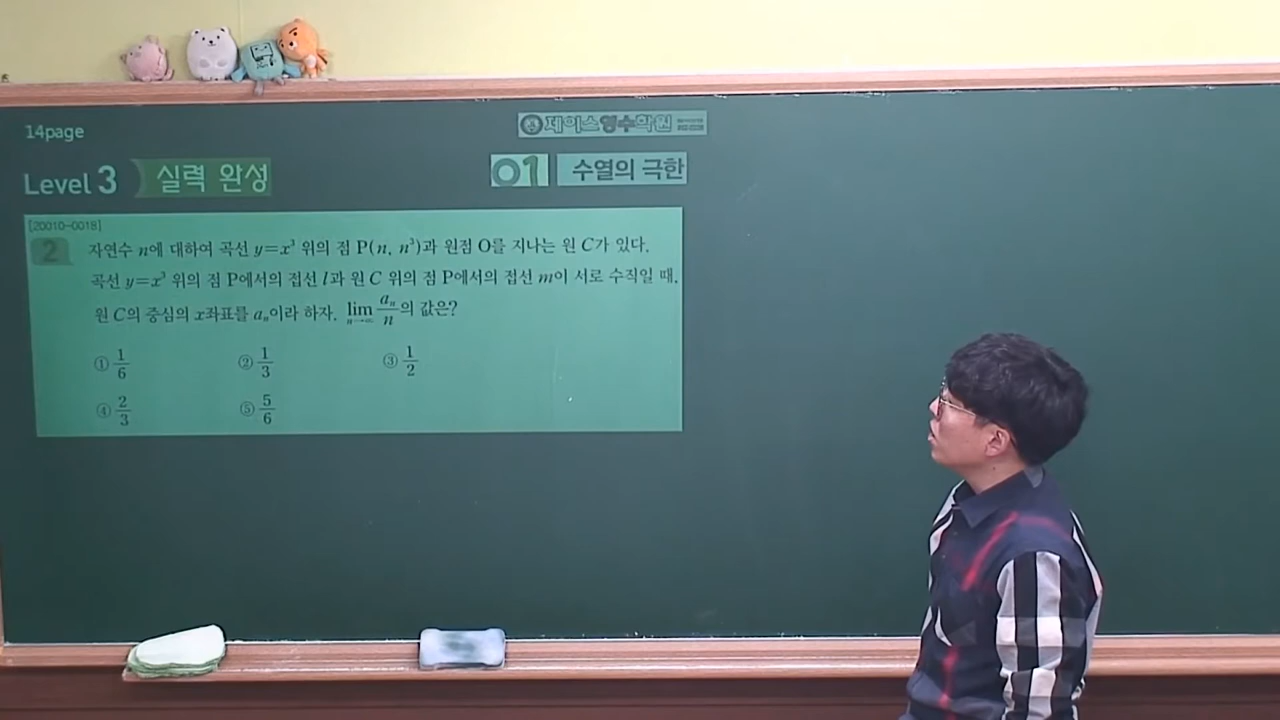 14page
제이스영수학원
Level 3 실력 완성
01 수열의 극한
[20010-0018]
2 자연수 n에 대하여 곡선 y=x³ 위의 점 P(n, n³)과 원점 O를 지나는 원 C가 있다.
곡선 y=x³ 위의 점 P에서의 접선 l과 원 C 위의 점 P에서의 접선 m이 서로 수직일 때,
원 C의 중심의 x좌표를 aₙ이라 하자. lim n→∞ aₙ/n의 값은?
① 1/6 ② 1/3 ③ 1/2
④ 2/3 ⑤ 5/6